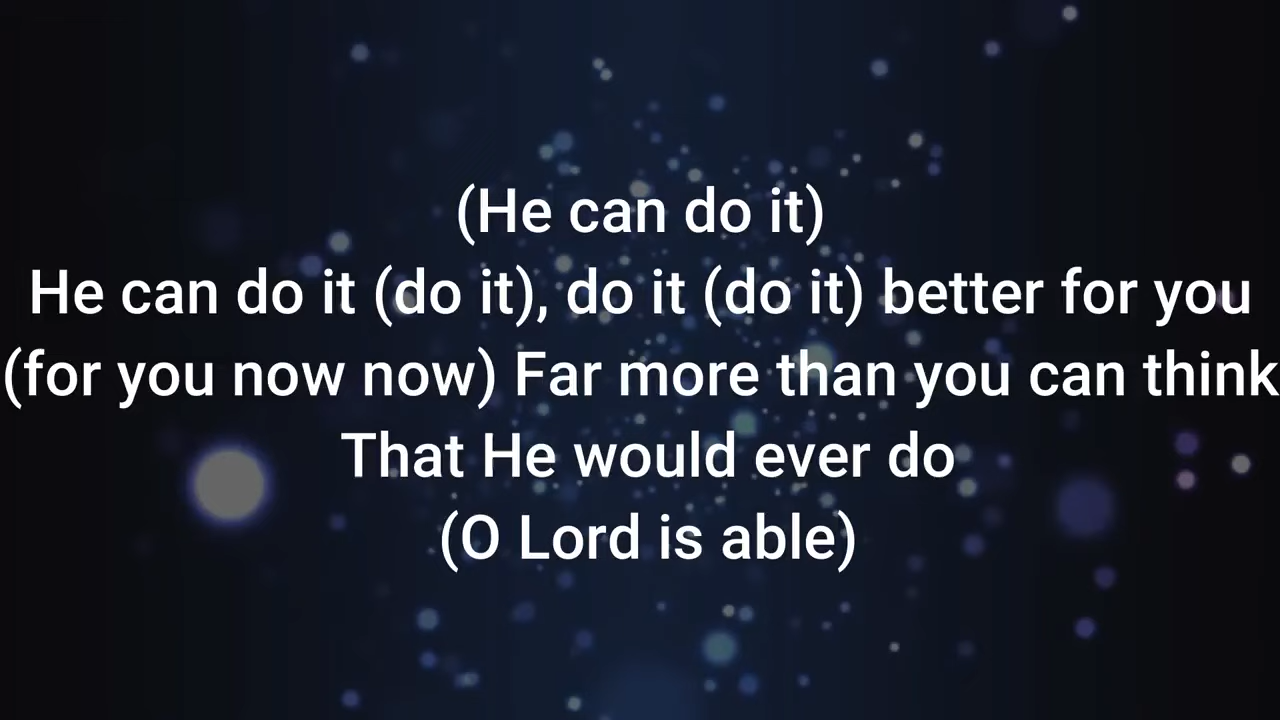 (He can do it)
He can do it (do it), do it (do it) better for you
(for you now now) Far more than you can think
That He would ever do
(O Lord is able)